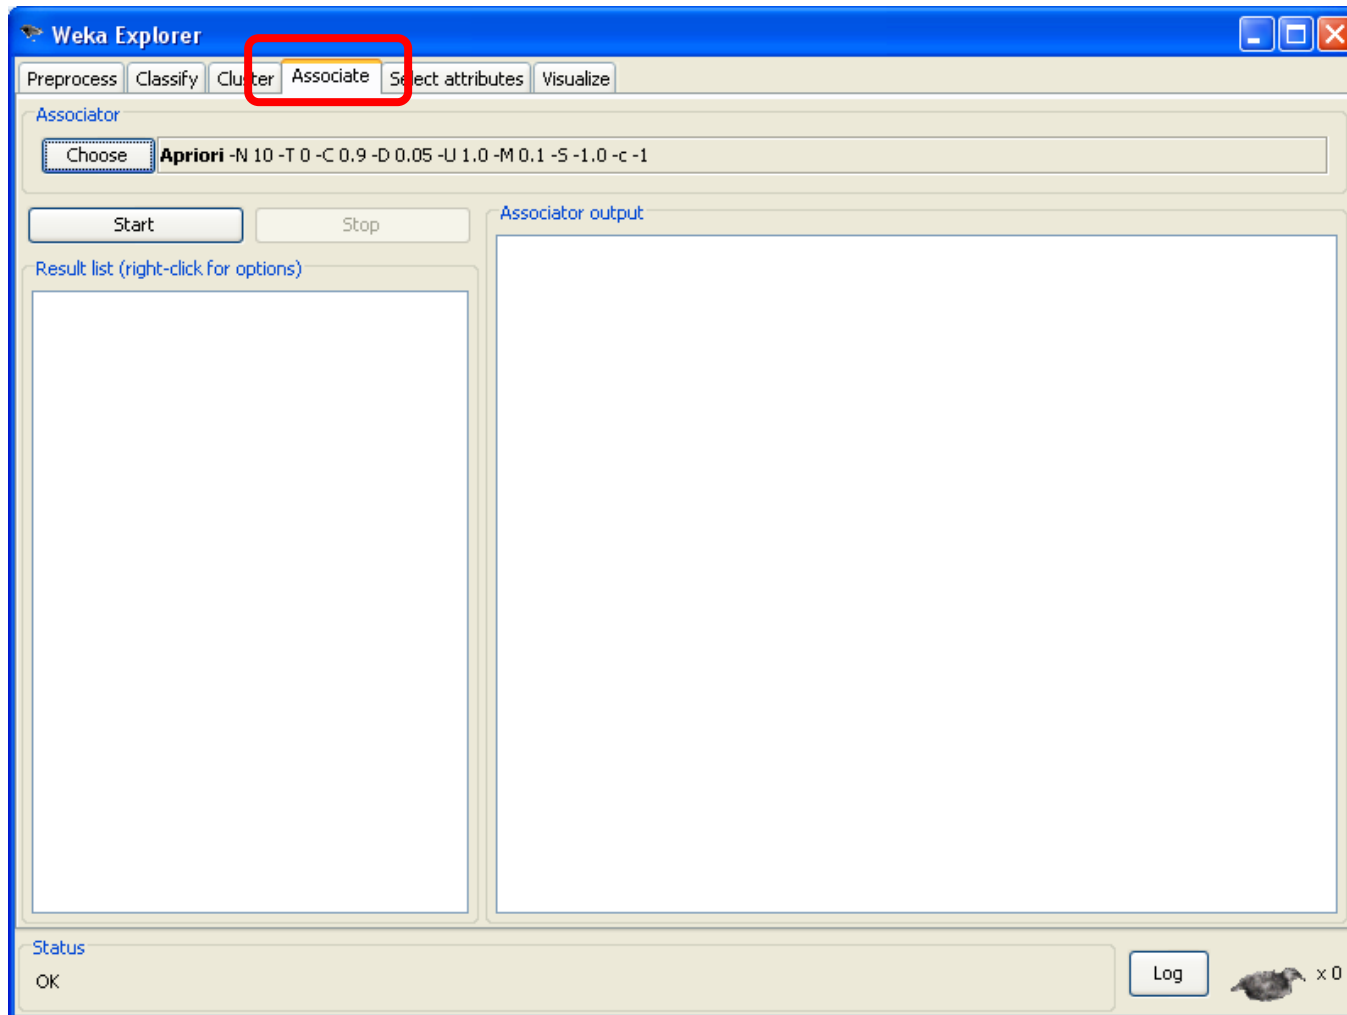 Weka Explorer
Preprocess Classify Cluster Associate Select attributes Visualize
Associator
Choose Apriori -N 10 -T 0 -C 0.9 -D 0.05 -U 1.0 -M 0.1 -S -1.0 -c -1
Start Stop
Associator output
Result list (right-click for options)
Status
OK
Log
x 0